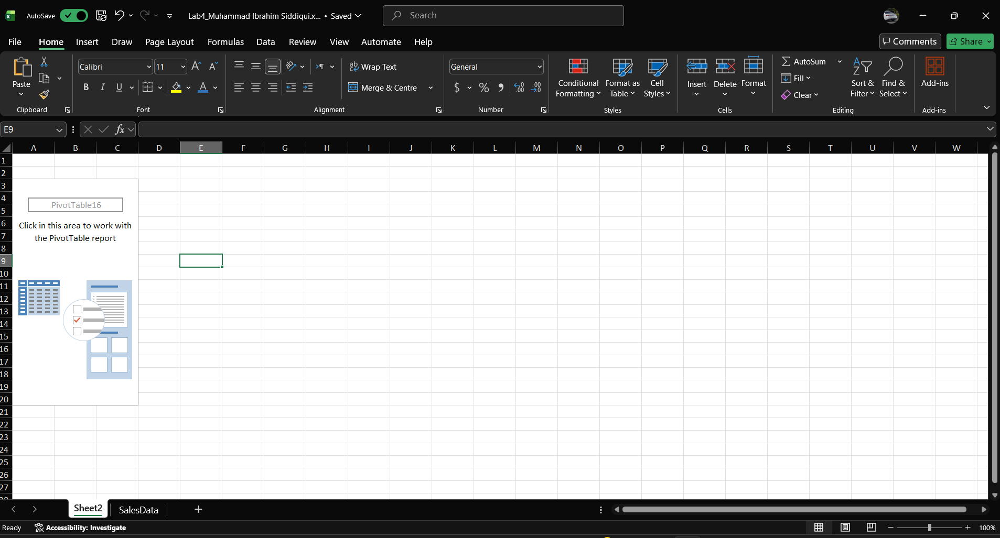 AutoSave
Lab4_Muhammad Ibrahim Siddiqui.x... • Saved
Search
File Home Insert Draw Page Layout Formulas Data Review View Automate Help
Comments Share
Paste
Clipboard
Calibri 11
B I U A
Font
ab Wrap Text
Merge & Centre
Alignment
General
$ % 9 .00 .00
Number
Conditional Formatting
Format as Table
Cell Styles
Styles
Insert Delete Format
Cells
AutoSum
Fill
Clear
Sort & Filter
Find & Select
Editing
Add-ins
Add-ins
E9 fx
A B C D E F G H I J K L M N O P Q R S T U V W
1
2
3
4
5
6
7
8
9
10
11
12
13
14
15
16
17
18
19
20
21
22
23
24
25
26
27
28
PivotTable16
Click in this area to work with
the PivotTable report
Sheet2 SalesData
Ready Accessibility: Investigate
100%